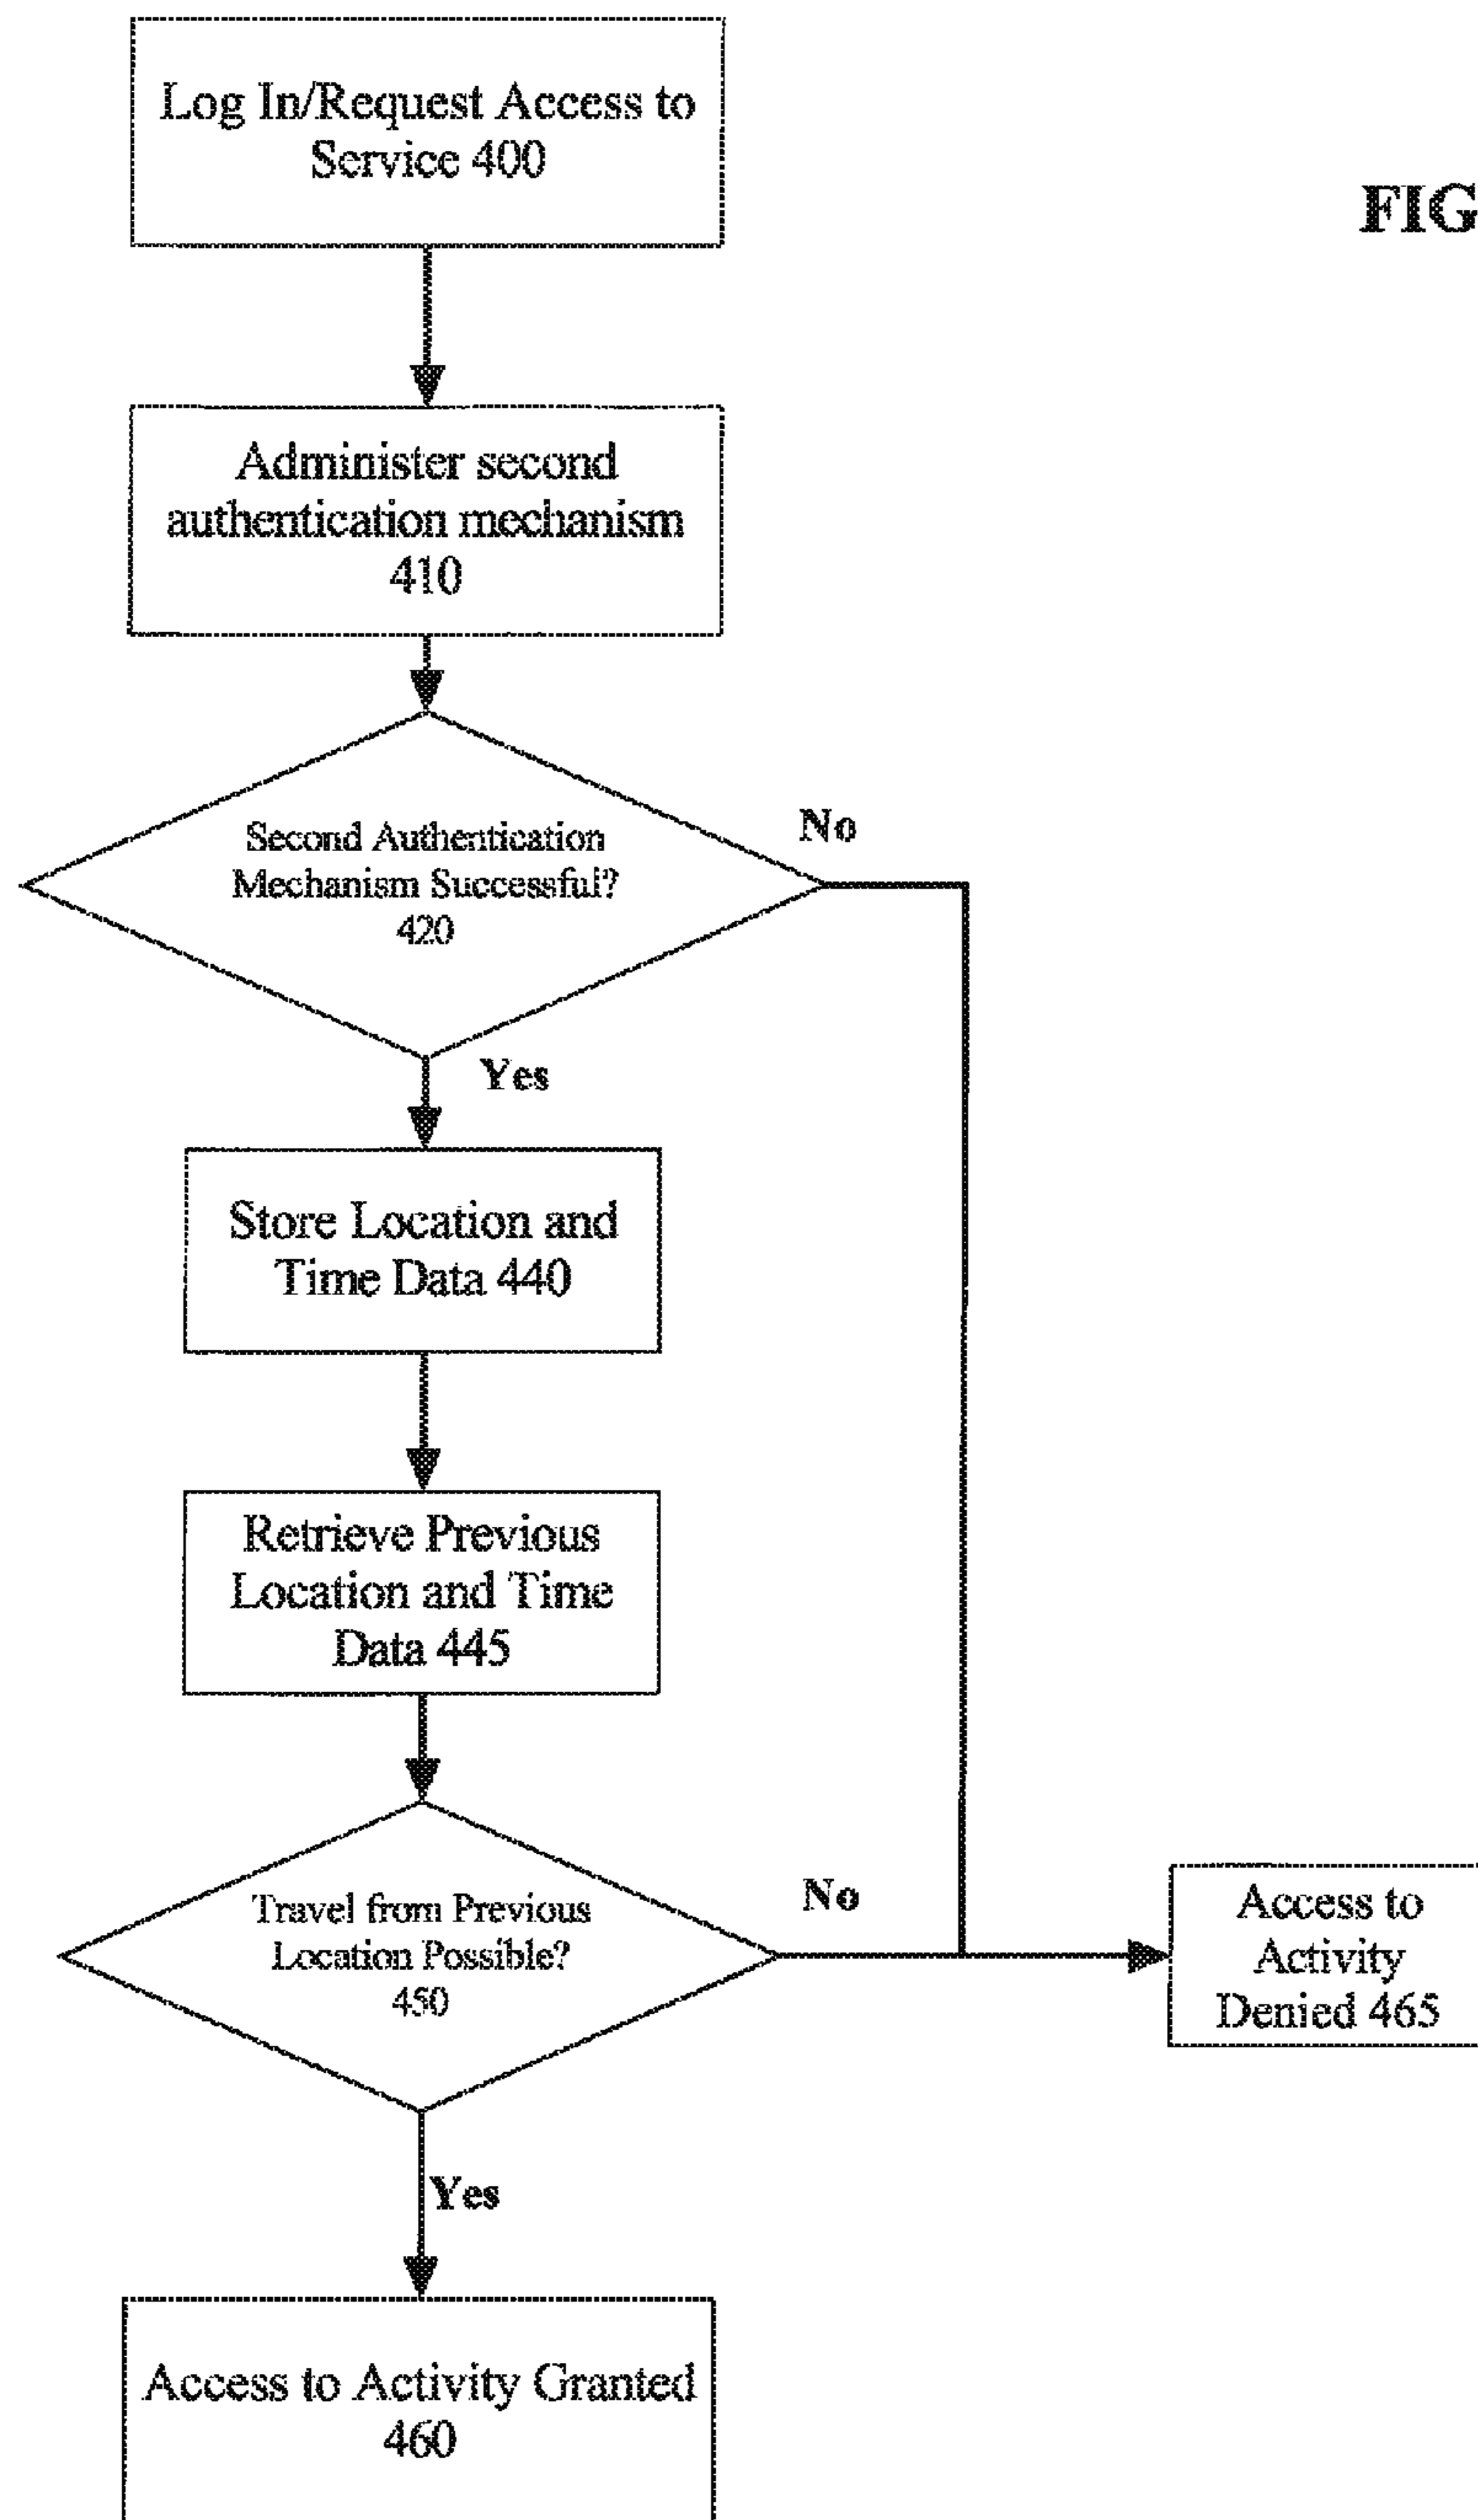 Log In/Request Access to
Service 400
FIG
Administer second
authentication mechanism
410
Second Authentication
Mechanism Successful?
420
No
Yes
Store Location and
Time Data 440
Retrieve Previous
Location and Time
Data 445
Travel from Previous
Location Possible?
450
No
Access to
Activity
Denied 465
Yes
Access to Activity Granted
460